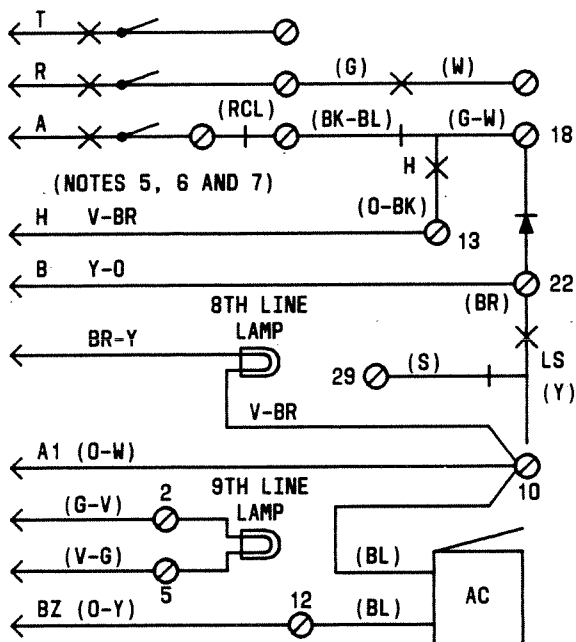 T
R (G) (W)
A (RCL) (BK-BL) (G-W) 18
H
(NOTES 5, 6 AND 7)
(O-BK)
H V-BR 13
B Y-O 22
(BR)
8TH LINE
LAMP
BR-Y
LS
29 (S)
(Y)
V-BR
A1 (O-W)
10
(G-V) 2
9TH LINE
LAMP
(V-G)
5
(BL)
AC
BZ (O-Y) 12 (BL)